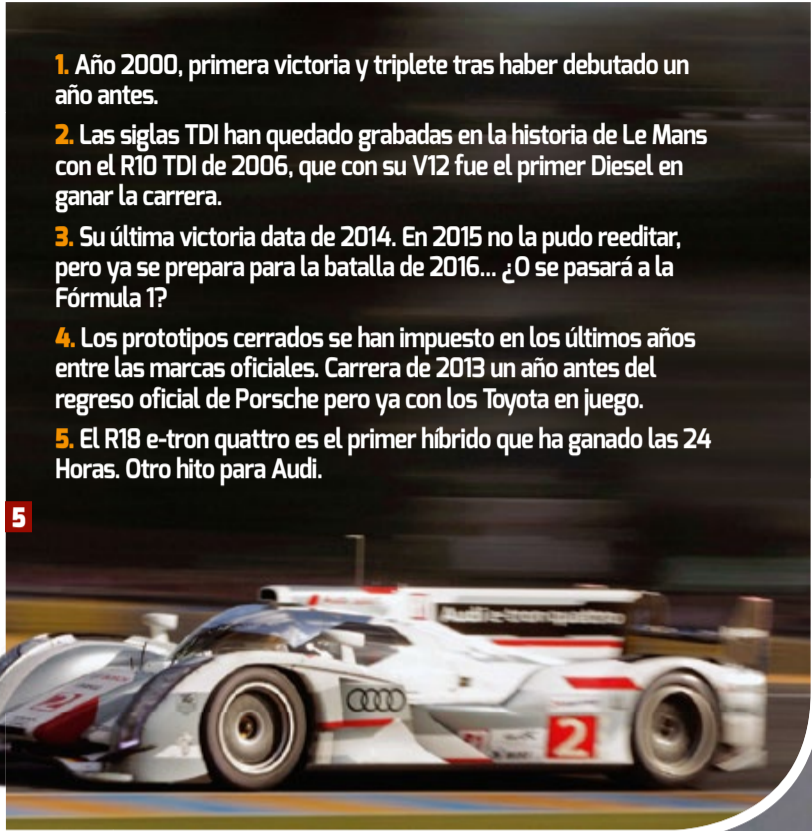 1. Año 2000, primera victoria y triplete tras haber debutado un
año antes.
2. Las siglas TDI han quedado grabadas en la historia de Le Mans
con el R10 TDI de 2006, que con su V12 fue el primer Diesel en
ganar la carrera.
3. Su última victoria data de 2014. En 2015 no la pudo reeditar,
pero ya se prepara para la batalla de 2016... ¿O se pasará a la
Fórmula 1?
4. Los prototipos cerrados se han impuesto en los últimos años
entre las marcas oficiales. Carrera de 2013 un año antes del
regreso oficial de Porsche pero ya con los Toyota en juego.
5. El R18 e-tron quattro es el primer híbrido que ha ganado las 24
Horas. Otro hito para Audi.
5
Audi e-tron quattro
2
2